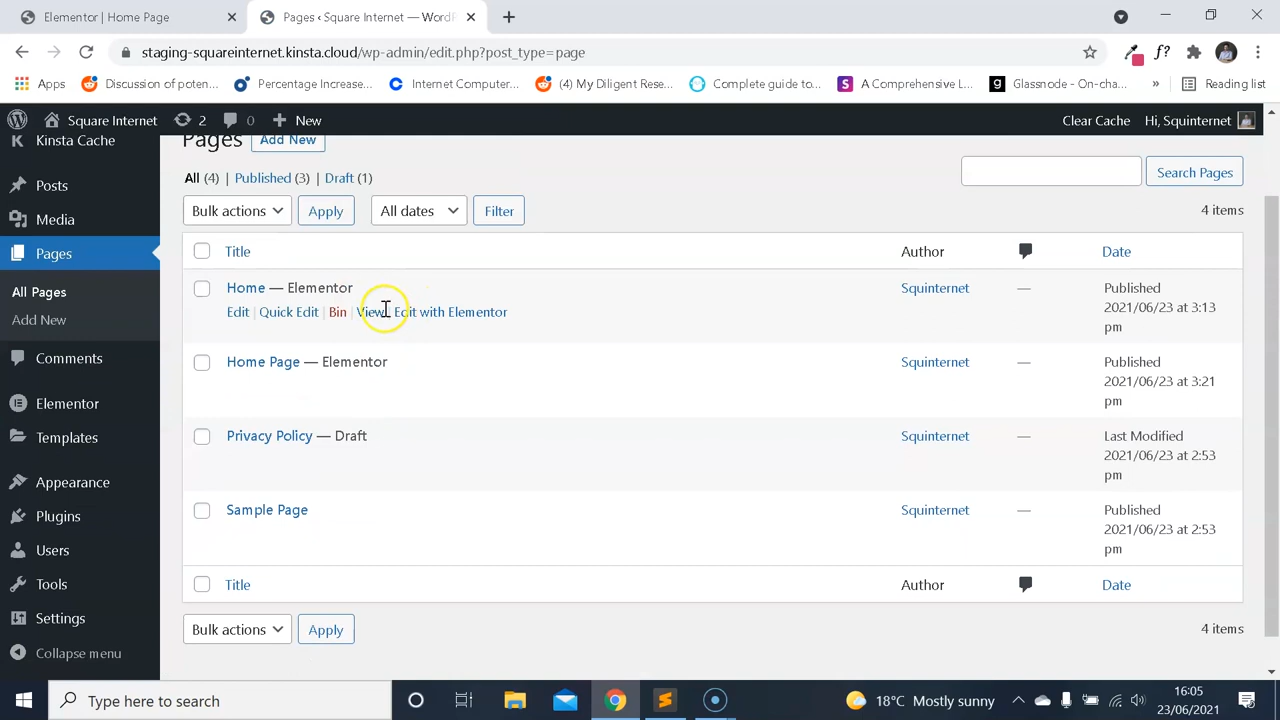 Elementor | Home Page
Pages ‹ Square Internet — WordPr
staging-squareinternet.kinsta.cloud/wp-admin/edit.php?post_type=page
f?
Apps
Discussion of poten...
Percentage Increase...
Internet Computer...
(4) My Diligent Rese...
Complete guide to...
S
A Comprehensive L...
g
Glassnode - On-cha...
»
Reading list
Square Internet
2
0
New
Clear Cache
Hi, Squinternet
Kinsta Cache
Posts
Media
Pages
All Pages
Add New
Comments
Elementor
Templates
Appearance
Plugins
Users
Tools
Settings
Collapse menu
Pages
Add New
All (4) | Published (3) | Draft (1)
Search Pages
Bulk actions
Apply
All dates
Filter
4 items
Title
Author
Date
Home — Elementor
Edit | Quick Edit | Bin | View | Edit with Elementor
Squinternet
—
Published
2021/06/23 at 3:13
pm
Home Page — Elementor
Squinternet
—
Published
2021/06/23 at 3:21
pm
Privacy Policy — Draft
Squinternet
—
Last Modified
2021/06/23 at 2:53
pm
Sample Page
Squinternet
—
Published
2021/06/23 at 2:53
pm
Title
Author
Date
Bulk actions
Apply
4 items
Type here to search
18°C Mostly sunny
16:05
23/06/2021